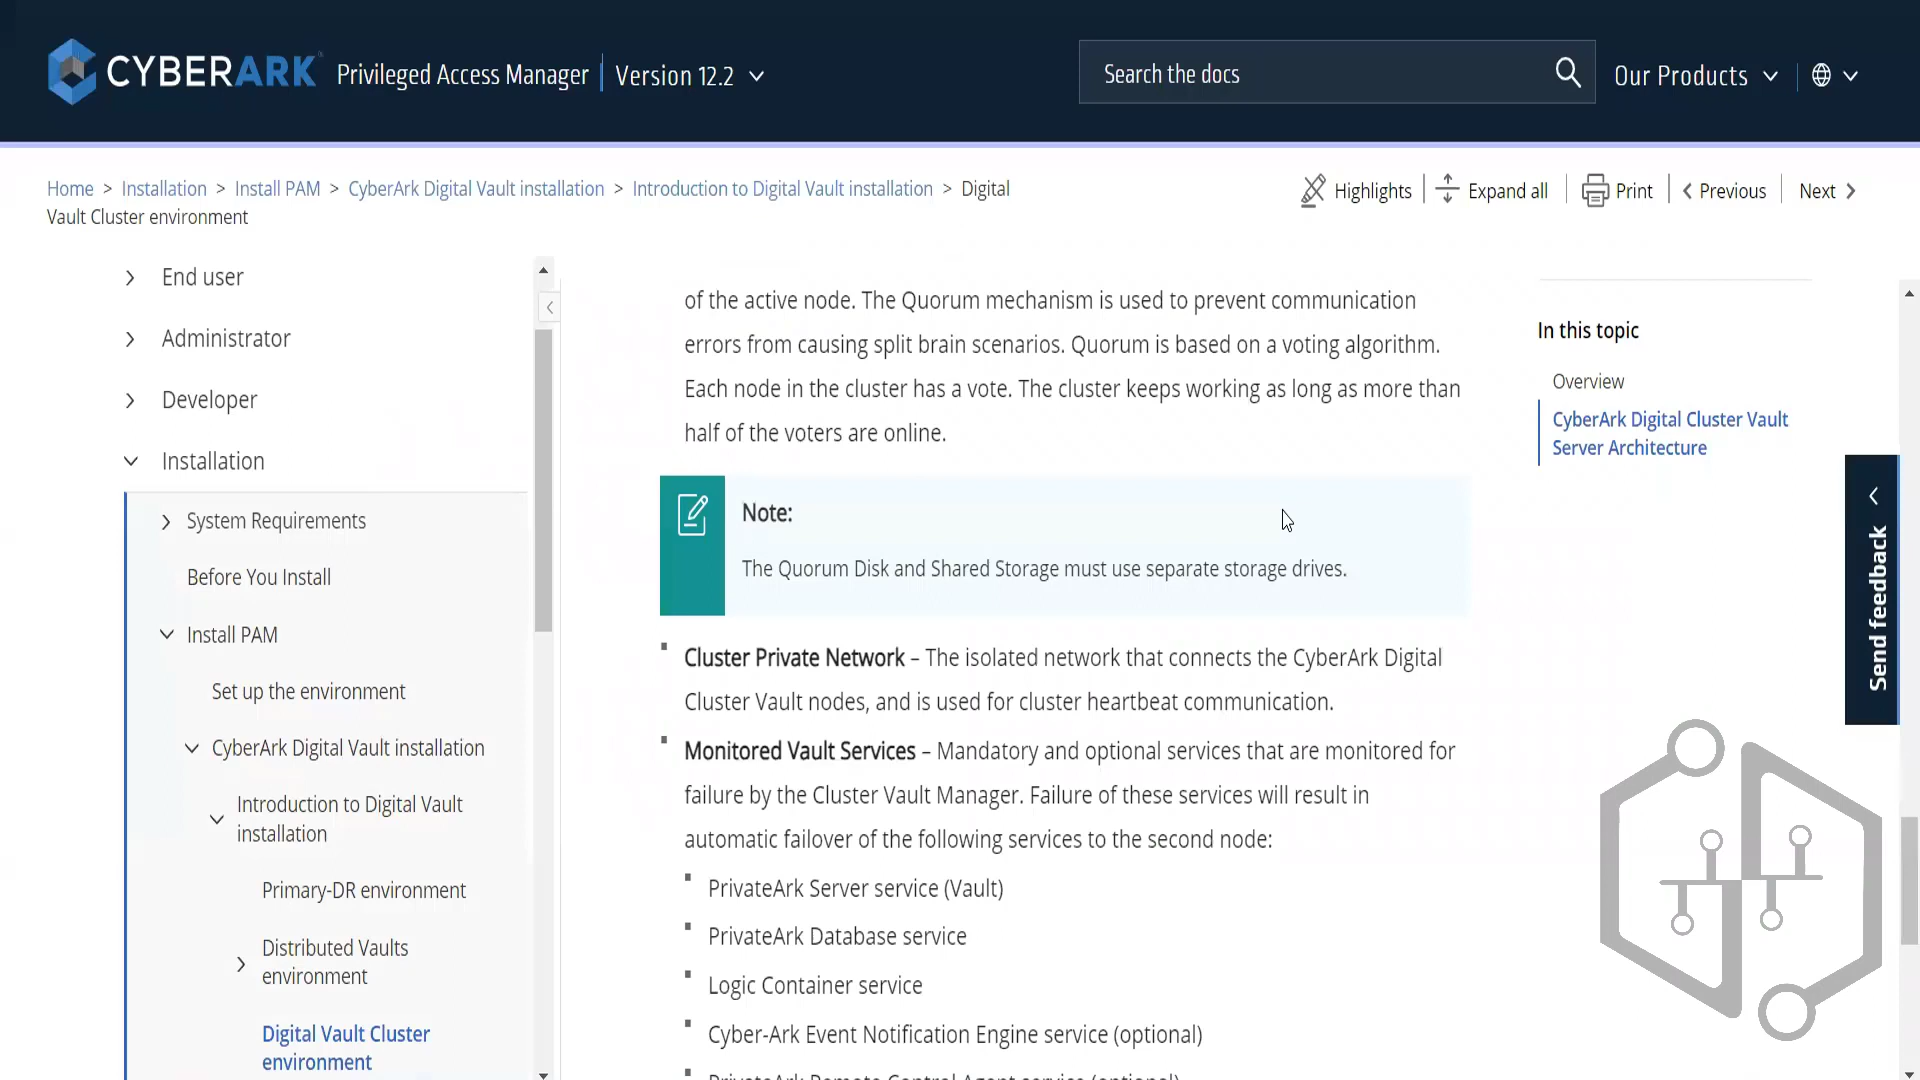 CYBERARK Privileged Access Manager Version 12.2
Search the docs
Our Products
Home > Installation > Install PAM > CyberArk Digital Vault installation > Introduction to Digital Vault installation > Digital
Vault Cluster environment
Highlights
Expand all
Print
Previous
Next
End user
Administrator
Developer
Installation
System Requirements
Before You Install
Install PAM
Set up the environment
CyberArk Digital Vault installation
Introduction to Digital Vault
installation
Primary-DR environment
Distributed Vaults
environment
Digital Vault Cluster
environment
of the active node. The Quorum mechanism is used to prevent communication
errors from causing split brain scenarios. Quorum is based on a voting algorithm.
Each node in the cluster has a vote. The cluster keeps working as long as more than
half of the voters are online.
Note:
The Quorum Disk and Shared Storage must use separate storage drives.
Cluster Private Network – The isolated network that connects the CyberArk Digital
Cluster Vault nodes, and is used for cluster heartbeat communication.
Monitored Vault Services – Mandatory and optional services that are monitored for
failure by the Cluster Vault Manager. Failure of these services will result in
automatic failover of the following services to the second node:
PrivateArk Server service (Vault)
PrivateArk Database service
Logic Container service
Cyber-Ark Event Notification Engine service (optional)
PrivateArk Remote Control Agent service (optional)
In this topic
Overview
CyberArk Digital Cluster Vault
Server Architecture
Send feedback